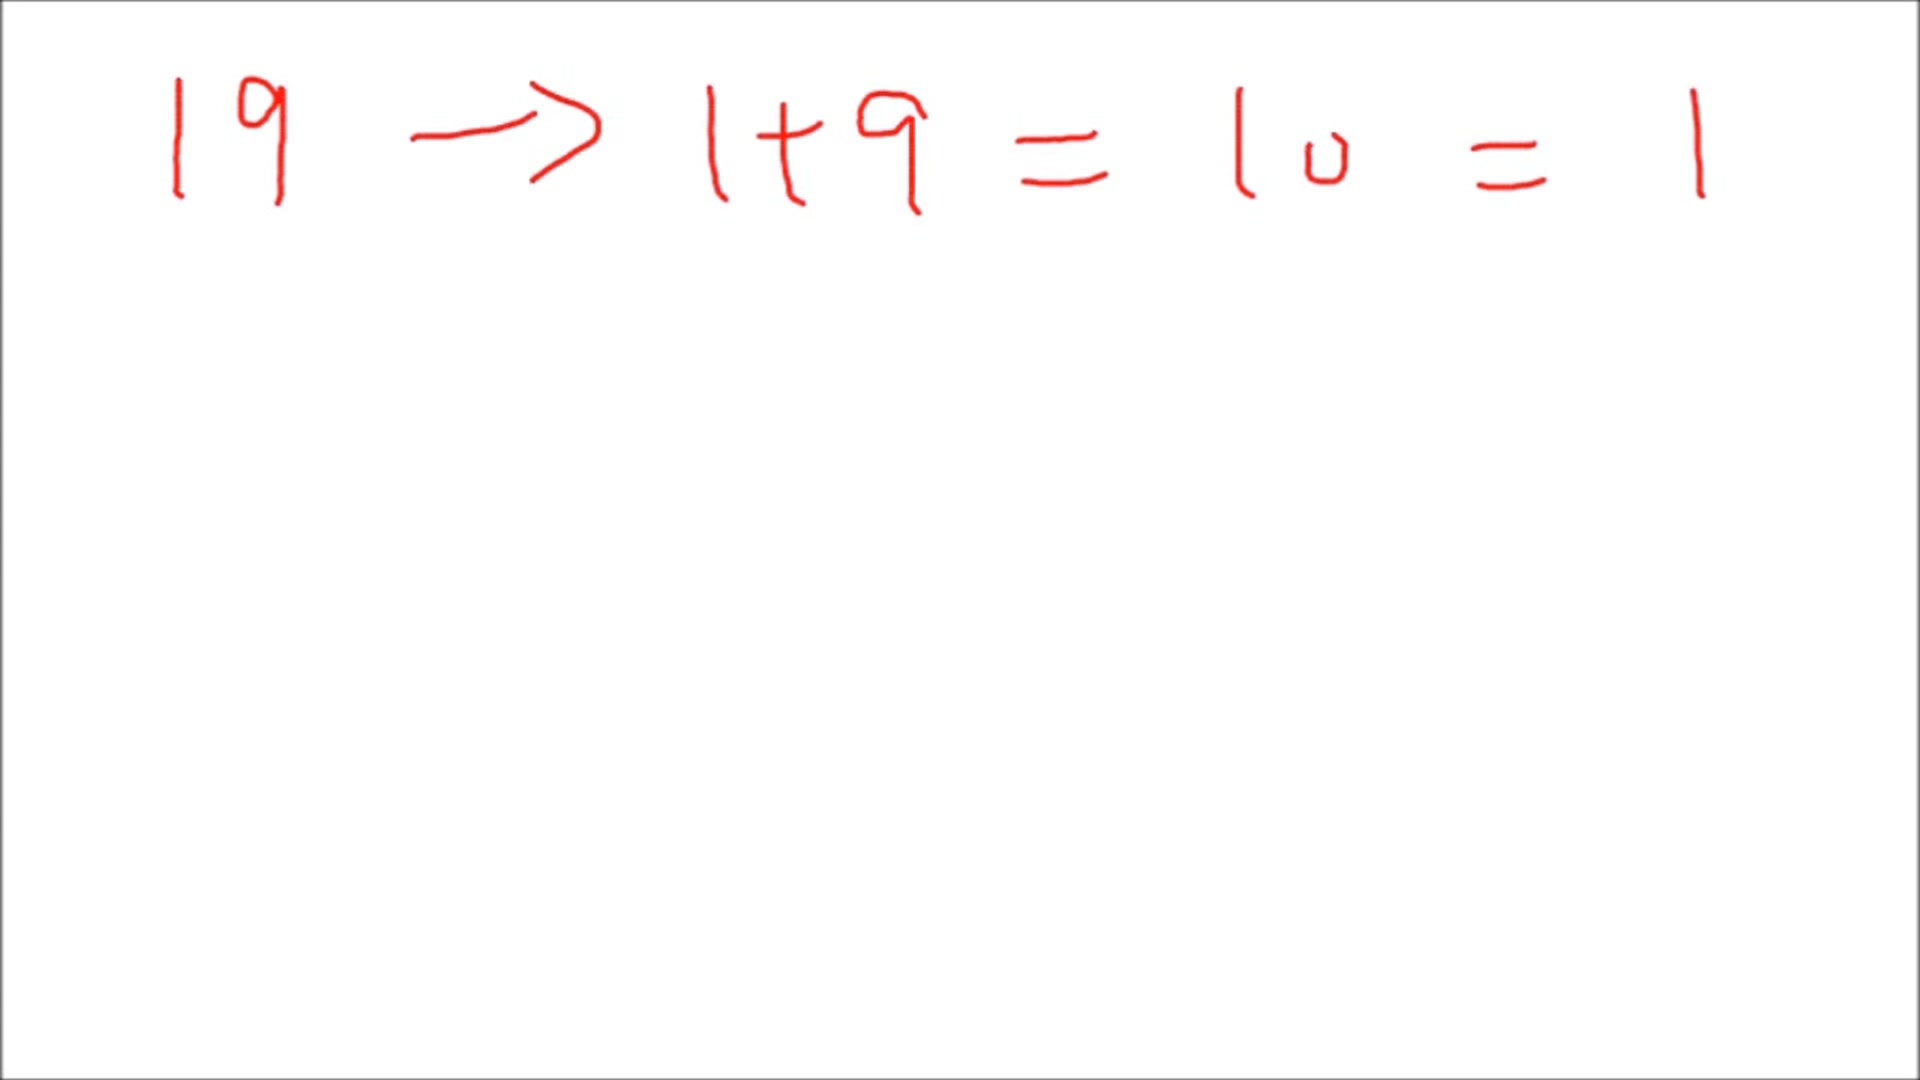 19 → 1+9 = 10 = 1